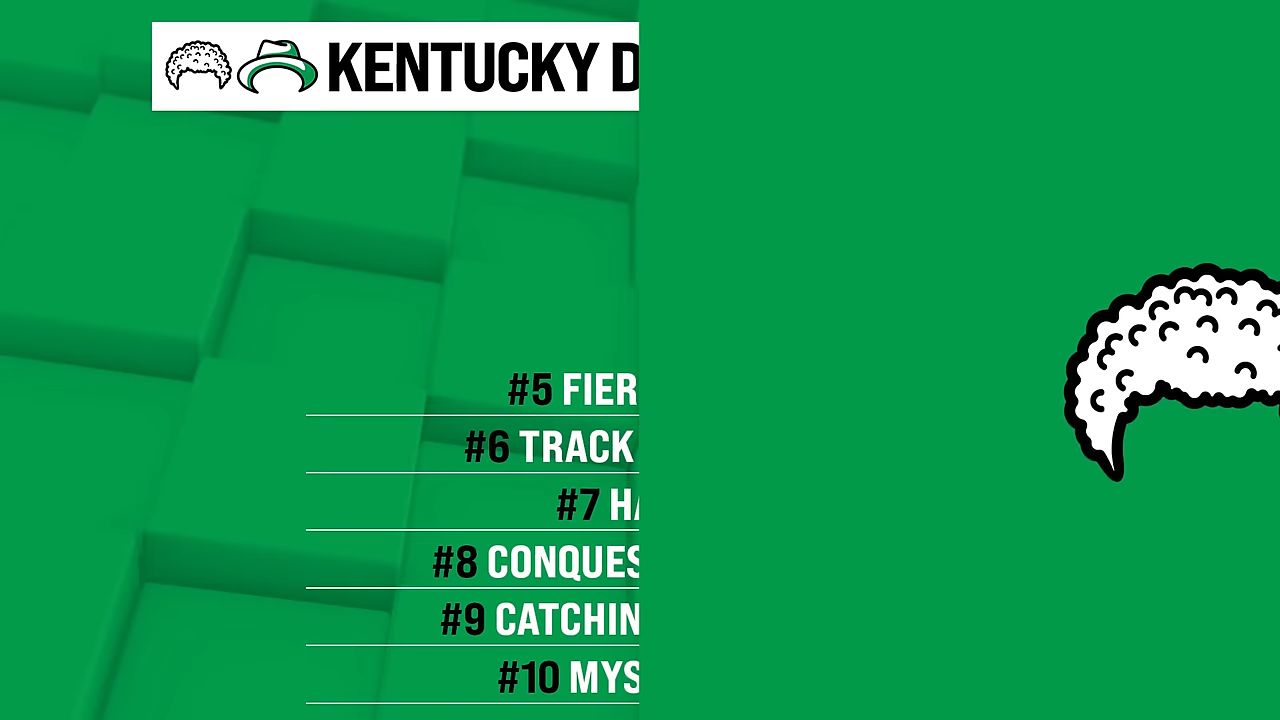 KENTUCKY D
#5 FIER
#6 TRACK
#7 HA
#8 CONQUES
#9 CATCHIN
#10 MYS